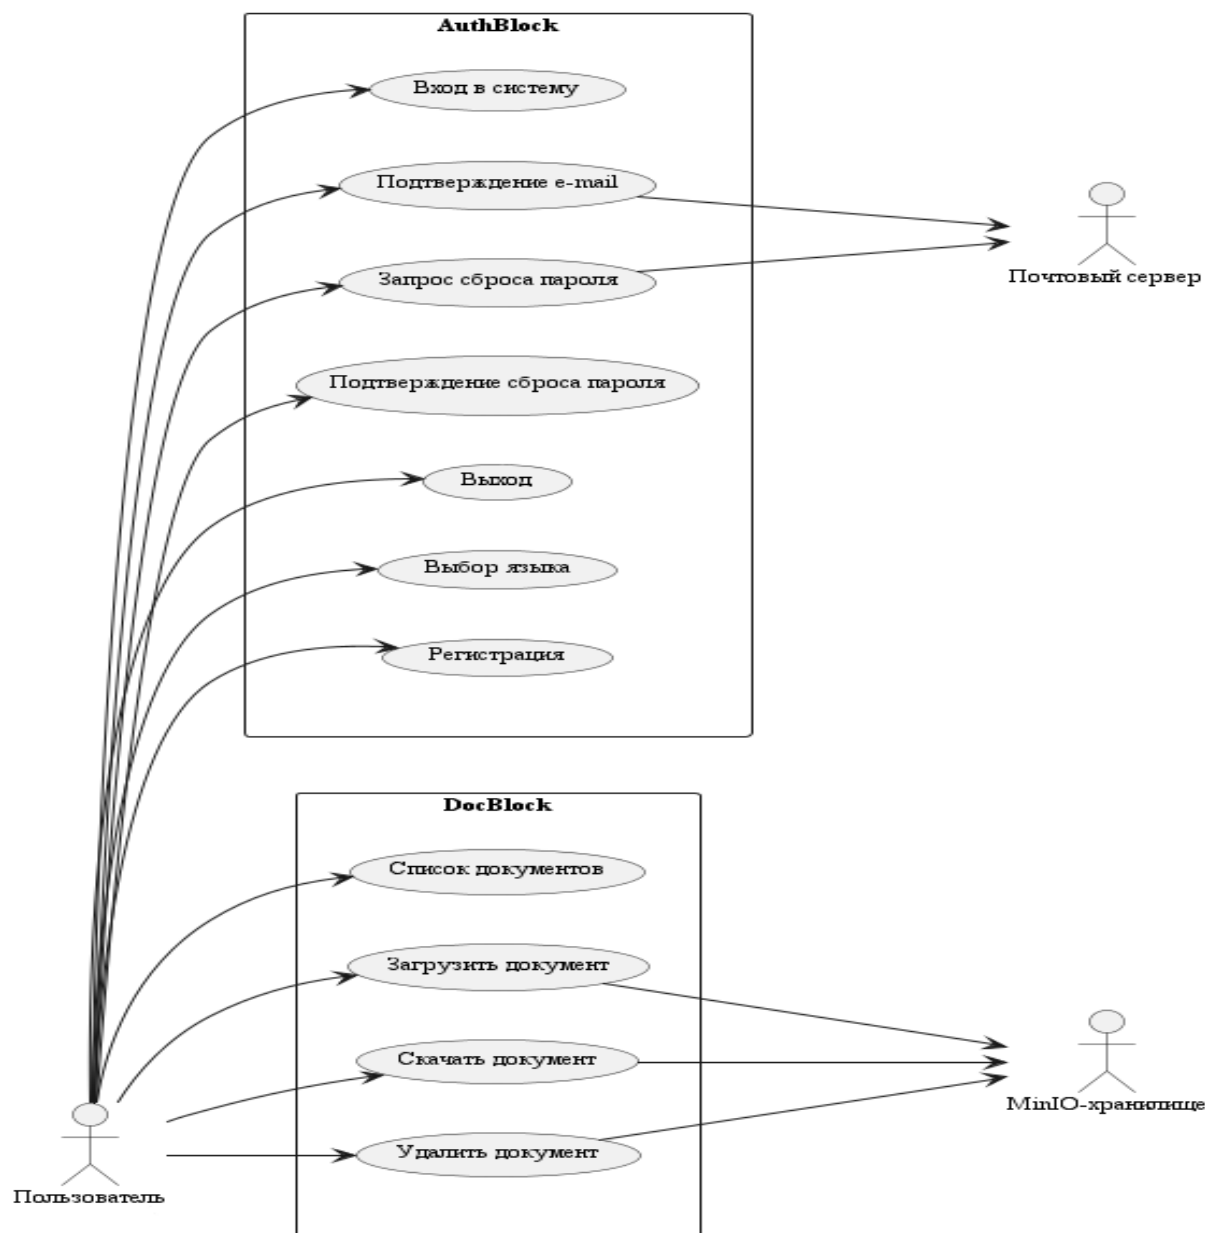 AuthBlock
Вход в систему
Подтверждение e-mail
Запрос сброса пароля
Почтовый сервер
Подтверждение сброса пароля
Выход
Выбор языка
Регистрация
DocBlock
Список документов
Загрузить документ
Скачать документ
MinIO-хранилище
Удалить документ
Пользователь